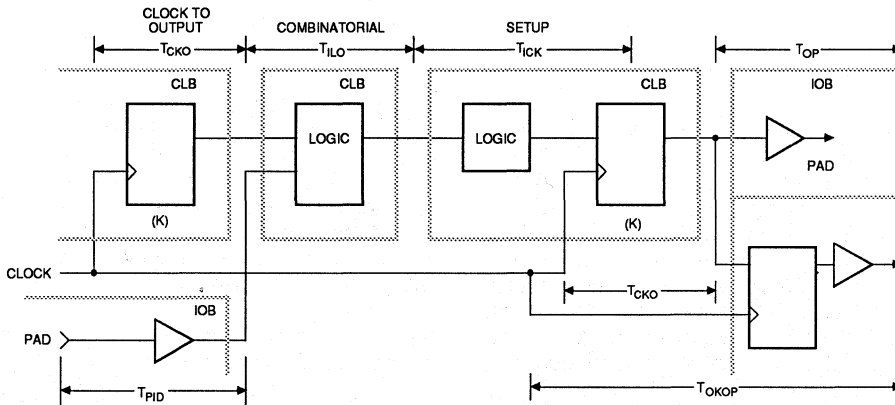 CLOCK TO
OUTPUT
COMBINATORIAL
SETUP
TCKO
TILO
TICK
TOP
CLB
CLB
CLB
IOB
LOGIC
LOGIC
PAD
(K)
(K)
CLOCK
TCKO
IOB
PAD
TPID
TOKOP